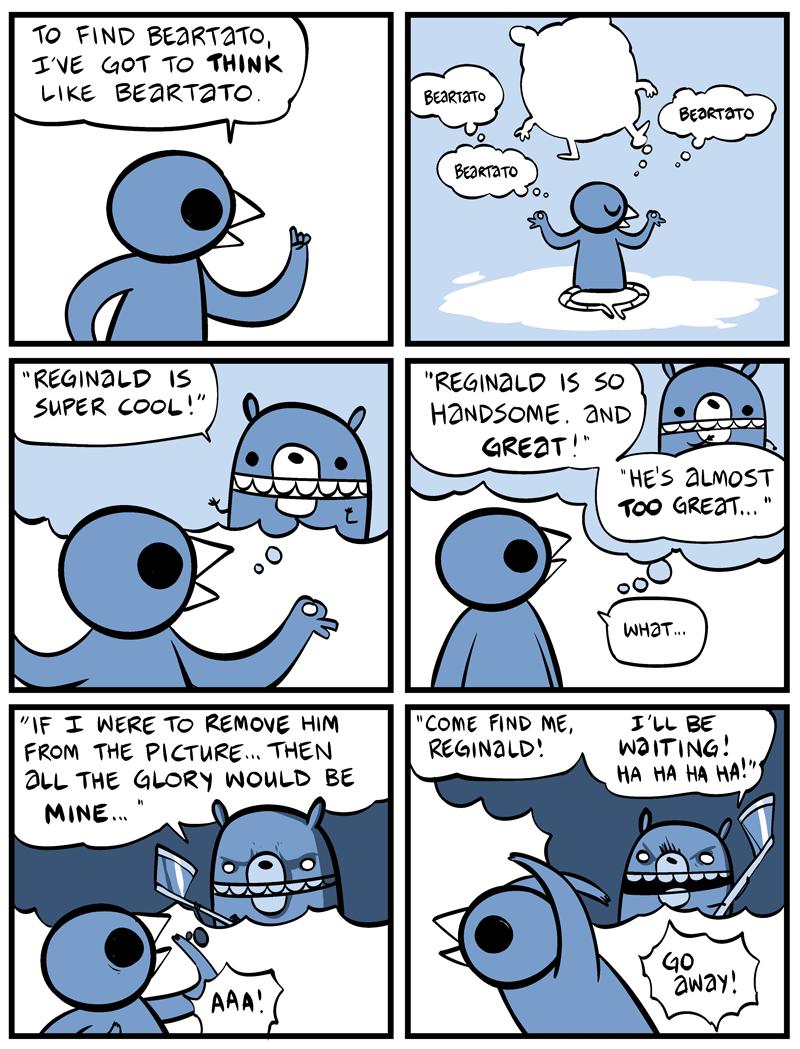 TO FIND BEARTATO,
I'VE GOT TO THINK
LIKE BEARTATO.
BEARTATO
BEARTATO
BEARTATO
"REGINALD IS
SUPER COOL!"
"REGINALD IS SO
HANDSOME. AND
GREAT!"
"HE'S ALMOST
TOO GREAT..."
WHAT...
"IF I WERE TO REMOVE HIM
FROM THE PICTURE... THEN
ALL THE GLORY WOULD BE
MINE..."
AAA!
"COME FIND ME,
REGINALD!
I'LL BE
WAITING!
HA HA HA HA!"
GO
AWAY!